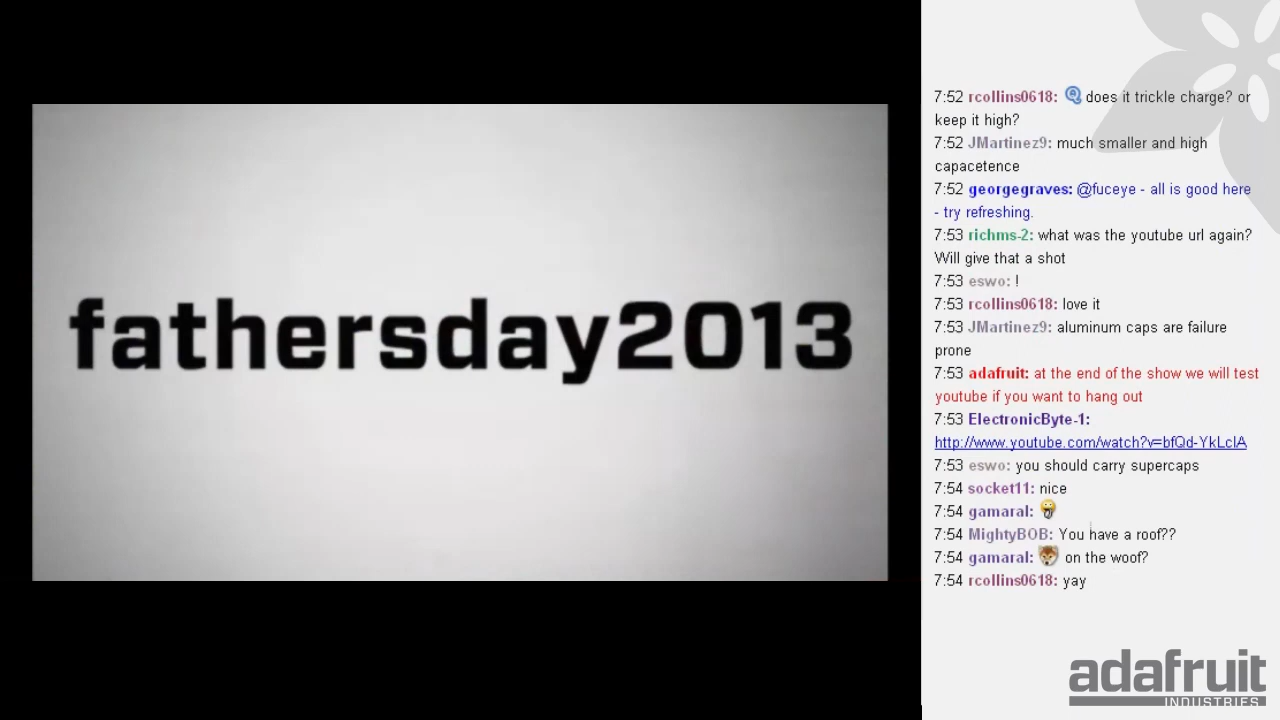 fathersday2013
7:52 rcollins0618: does it trickle charge? or
keep it high?
7:52 JMartinez9: much smaller and high
capacetence
7:52 georgegraves: @fuceye - all is good here
- try refreshing.
7:53 richms-2: what was the youtube url again?
Will give that a shot
7:53 eswo: !
7:53 rcollins0618: love it
7:53 JMartinez9: aluminum caps are failure
prone
7:53 adafruit: at the end of the show we will test
youtube if you want to hang out
7:53 ElectronicByte-1:
http://www.youtube.com/watch?v=bfQd-YkLcIA
7:53 eswo: you should carry supercaps
7:54 socket11: nice
7:54 gamaral:
7:54 MightyBOB: You have a roof??
7:54 gamaral: on the woof?
7:54 rcollins0618: yay
adafruit
INDUSTRIES